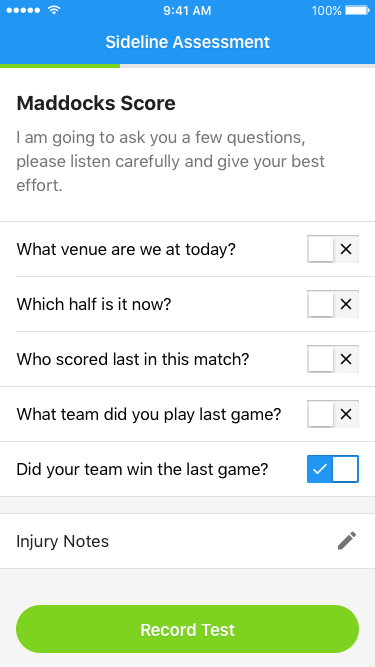 9:41 AM 100%
Sideline Assessment
Maddocks Score
I am going to ask you a few questions,
please listen carefully and give your best
effort.
What venue are we at today?
Which half is it now?
Who scored last in this match?
What team did you play last game?
Did your team win the last game?
Injury Notes
Record Test